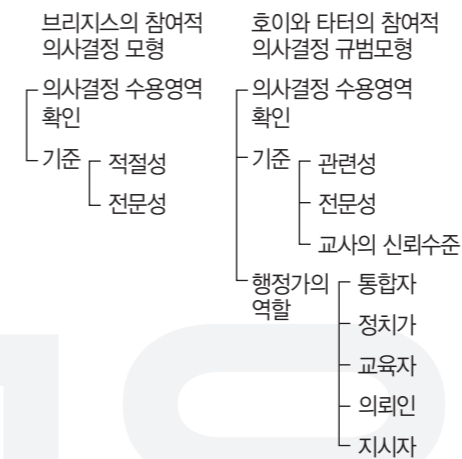 브리지스의 참여적
의사결정 모형
의사결정 수용영역
확인
기준
적절성
전문성
호이와 타터의 참여적
의사결정 규범모형
의사결정 수용영역
확인
기준
관련성
전문성
교사의 신뢰수준
행정가의
역할
통합자
정치가
교육자
의뢰인
지시자